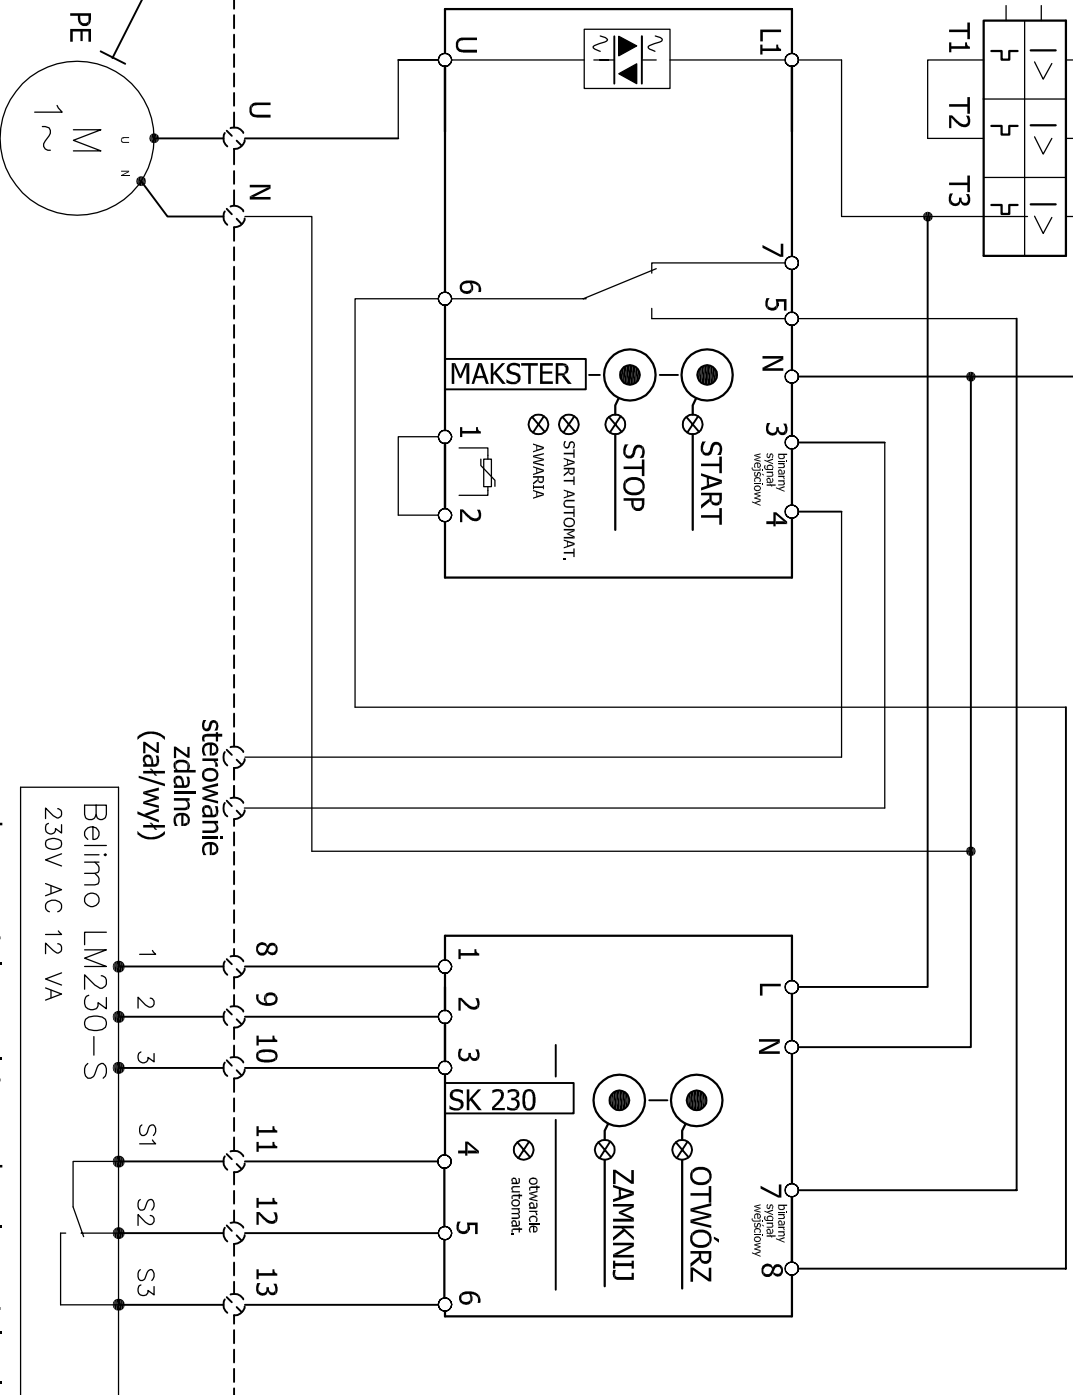 PE
M
1~
U
N
U
N
U
L1
T1
T2
T3
I>
I>
I>
7
6
5
N
MAKSTER
3
binarny
sygnał
wejściowy
4
1
2
START
STOP
START AUTOMAT.
AWARIA
sterowanie
zdalne
(zał/wył)
Belimo LM230-S
230V AC 12 VA
1
2
3
S1
S2
S3
8
9
10
11
12
13
1
2
3
SK 230
4
5
6
L
N
OTWÓRZ
ZAMKNIJ
otwarcie
automat.
7
binarny
sygnał
wejściowy
8